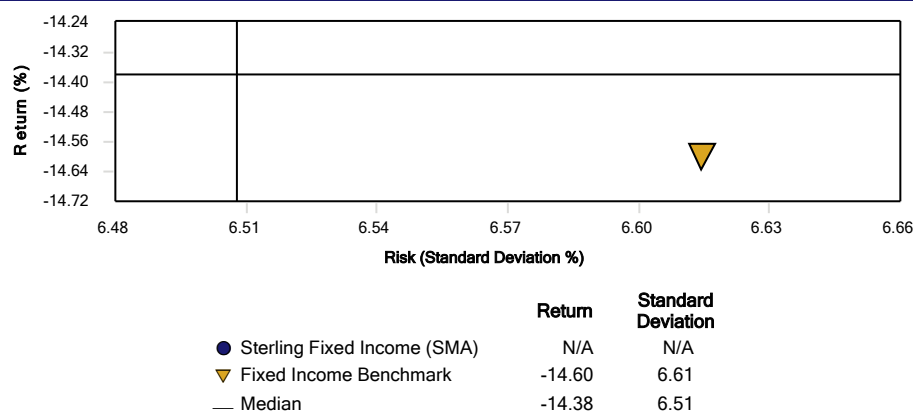 -14.24
-14.32
-14.40
-14.48
-14.56
-14.64
-14.72
Return (%)
6.48 6.51 6.54 6.57 6.60 6.63 6.66
Risk (Standard Deviation %)
Return Standard Deviation
Sterling Fixed Income (SMA) N/A N/A
Fixed Income Benchmark -14.60 6.61
Median -14.38 6.51